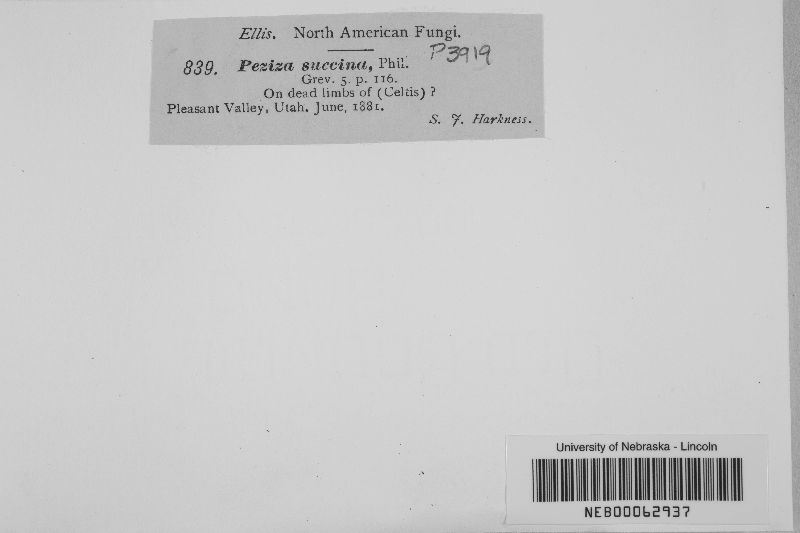 Ellis. North American Fungi.
P3919
839. Peziza succina, Phil.
Grev. 5. p. 116.
On dead limbs of (Celtis) ?
Pleasant Valley, Utah. June, 1881.
S. J. Harkness.
University of Nebraska - Lincoln
NEB00062937